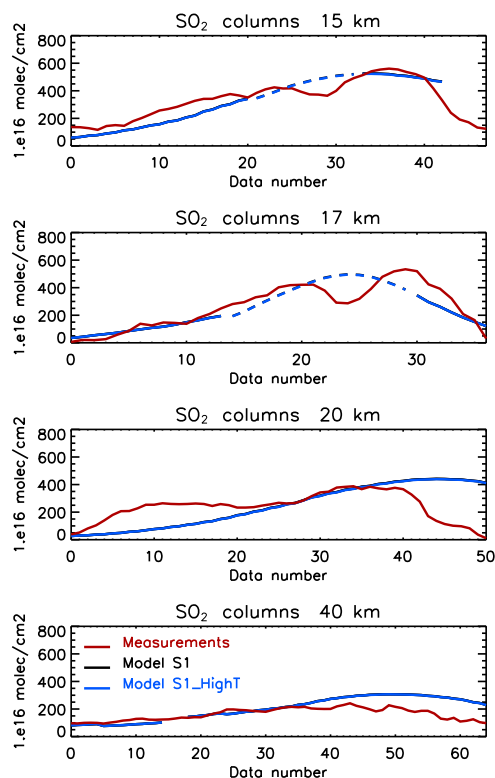 SO2 columns 15 km
1.e16 molec/cm2
800
600
400
200
0
0 10 20 30 40
Data number
SO2 columns 17 km
1.e16 molec/cm2
800
600
400
200
0
0 10 20 30
Data number
SO2 columns 20 km
1.e16 molec/cm2
800
600
400
200
0
0 10 20 30 40 50
Data number
SO2 columns 40 km
1.e16 molec/cm2
800
600
400
200
0
Measurements
Model S1
Model S1_HighT
0 10 20 30 40 50 60
Data number